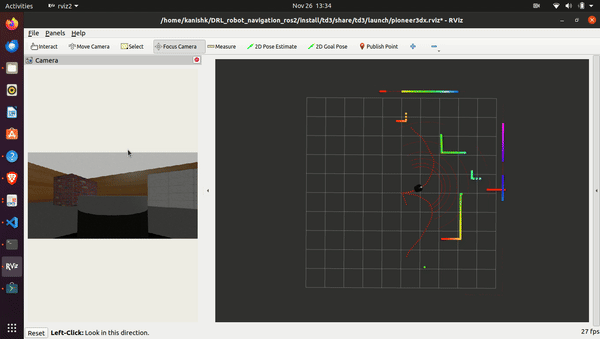 Activities
rviz2
Nov 26 13:34
/home/kanishk/DRL_robot_navigation_ros2/install/td3/share/td3/launch/pioneer3dx.rviz* - RViz
File Panels Help
Interact Move Camera Select Focus Camera Measure 2D Pose Estimate 2D Goal Pose Publish Point
Camera
RViz
Reset Left-Click: Look in this direction. 27 fps